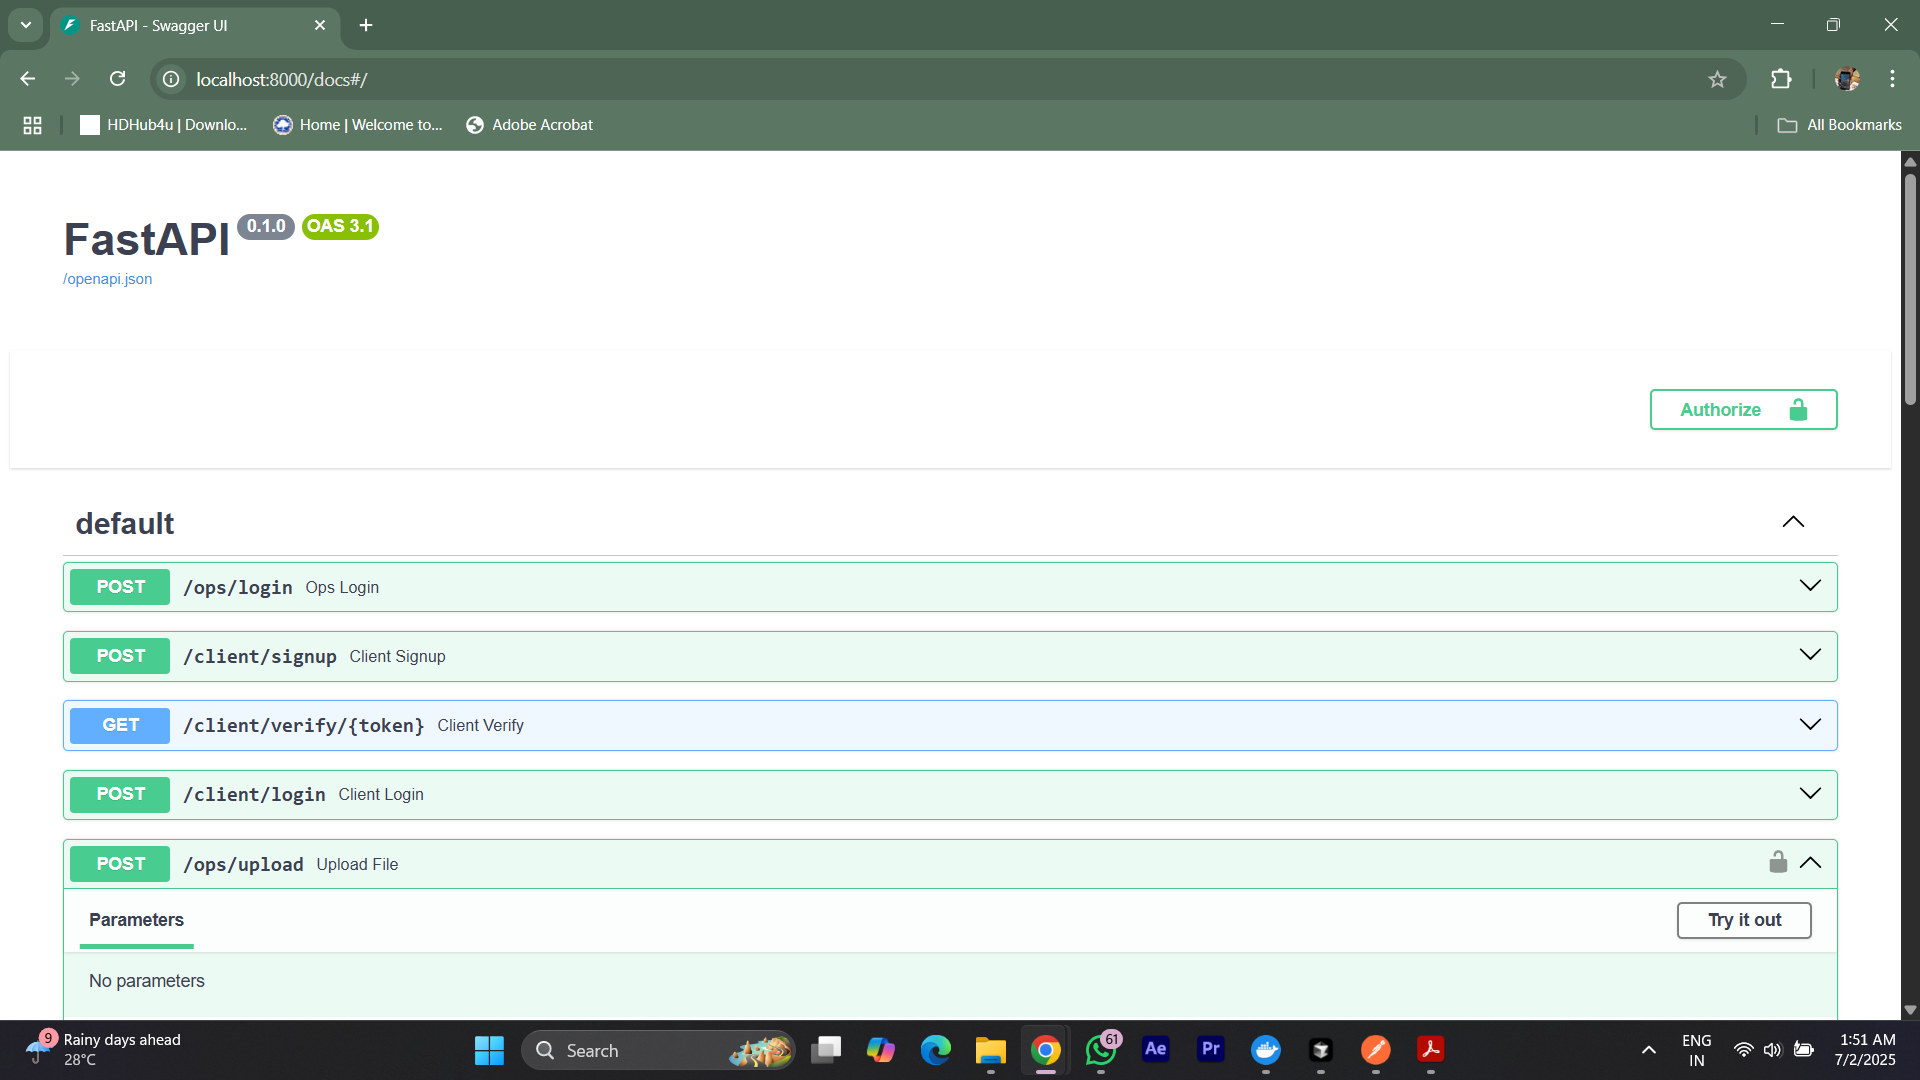 FastAPI - Swagger UI
localhost:8000/docs#/
HDHub4u | Downlo...
Home | Welcome to...
Adobe Acrobat
All Bookmarks
FastAPI 0.1.0 OAS 3.1
/openapi.json
Authorize
default
POST /ops/login Ops Login
POST /client/signup Client Signup
GET /client/verify/{token} Client Verify
POST /client/login Client Login
POST /ops/upload Upload File
Parameters
Try it out
No parameters
9
Rainy days ahead
28°C
Search
61
Ae
Pr
ENG
IN
1:51 AM
7/2/2025